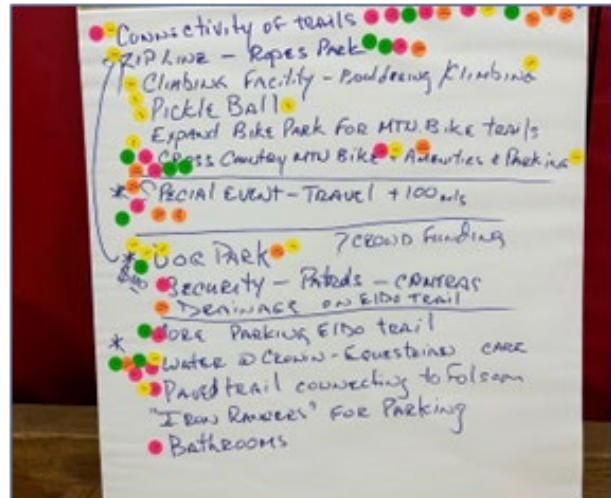 Connectivity of trails
ZIPLINE - Ropes Park
Climbing Facility - Bouldering/Climbing
Pickle Ball
Expand Bike Park for Mtn. Bike trails
Cross Country Mtn Bike + Amenities & Parking
* Special Event - Travel +100 mls
? Crowd Funding
* Dog Park
Security - Patrols - Cameras
Drainage on ElDo Trail
* More Parking ElDo trail
Water @ Crown - Equestrian care
Paved trail connecting to Folsom
"Iron Rangers" for Parking
Bathrooms